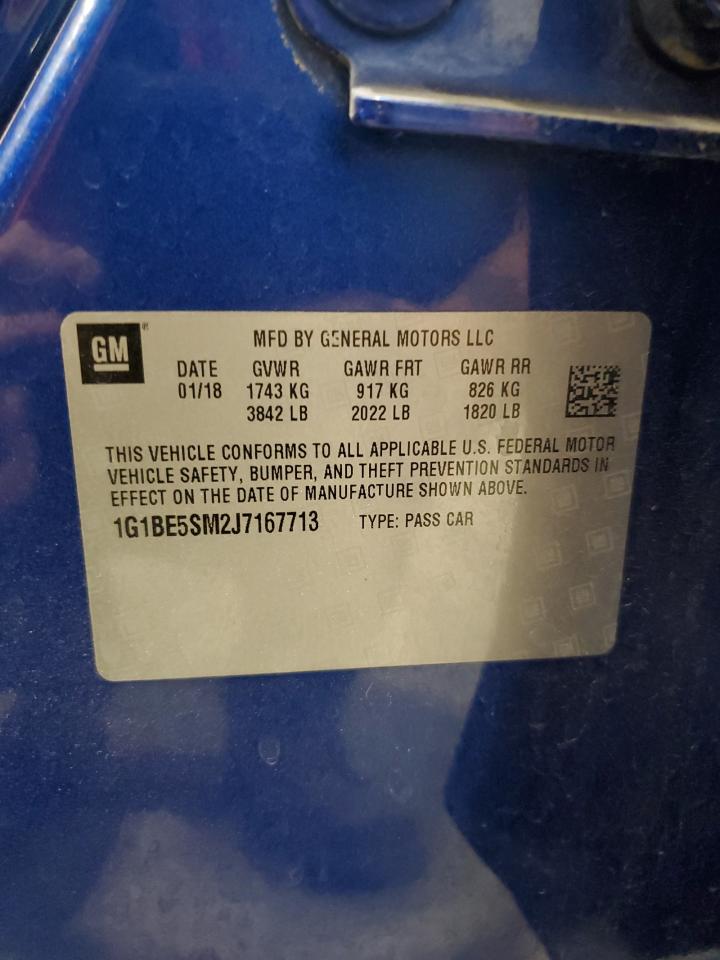 GM ®
MFD BY GENERAL MOTORS LLC
DATE GVWR GAWR FRT GAWR RR
01/18 1743 KG 917 KG 826 KG
3842 LB 2022 LB 1820 LB
THIS VEHICLE CONFORMS TO ALL APPLICABLE U.S. FEDERAL MOTOR
VEHICLE SAFETY, BUMPER, AND THEFT PREVENTION STANDARDS IN
EFFECT ON THE DATE OF MANUFACTURE SHOWN ABOVE.
1G1BE5SM2J7167713 TYPE: PASS CAR